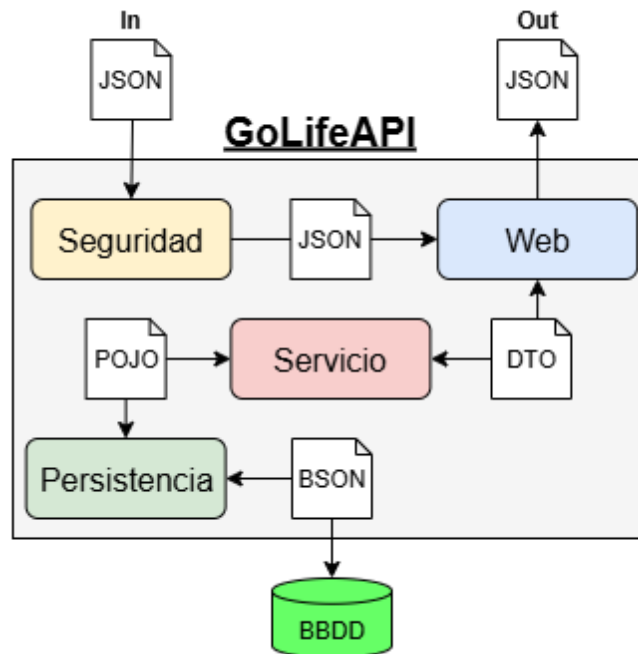 In
Out
JSON
JSON
GoLifeAPI
Seguridad
JSON
Web
POJO
Servicio
DTO
Persistencia
BSON
BBDD